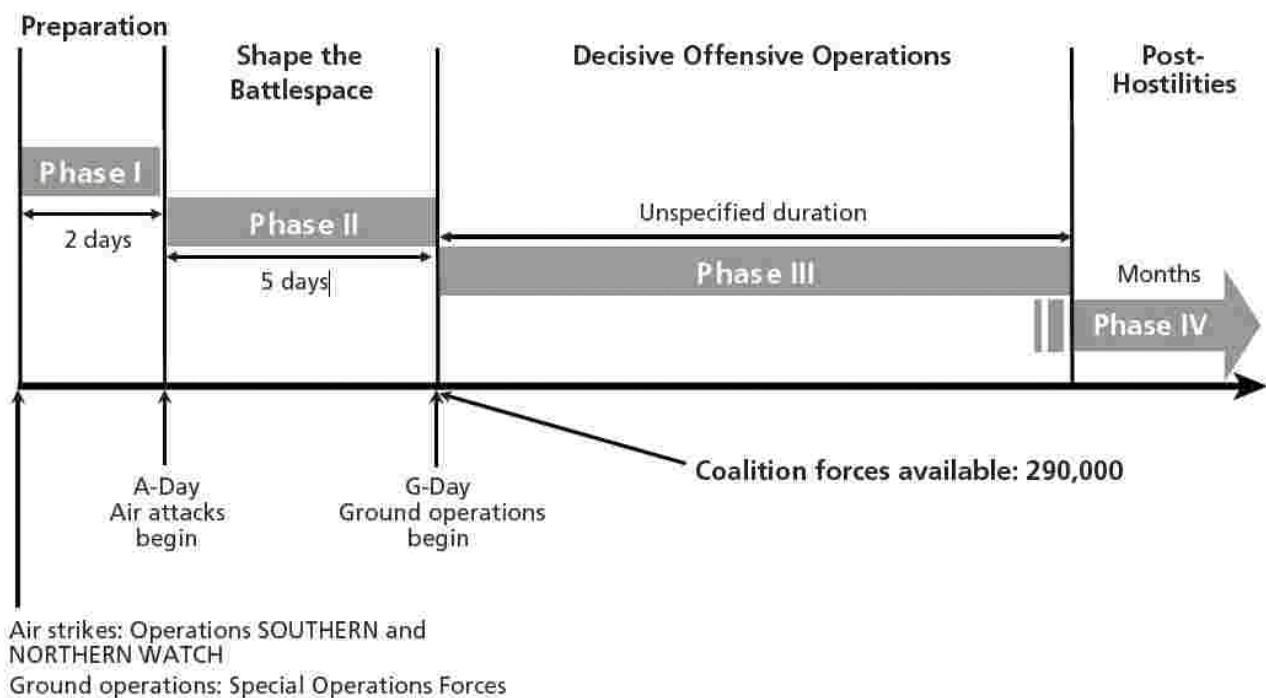 Preparation
Shape the
Battlespace
Decisive Offensive Operations
Post-
Hostilities
Phase I
2 days
Phase II
5 days
Unspecified duration
Phase III
Months
Phase IV
Coalition forces available: 290,000
A-Day
Air attacks
begin
G-Day
Ground operations
begin
Air strikes: Operations SOUTHERN and
NORTHERN WATCH
Ground operations: Special Operations Forces